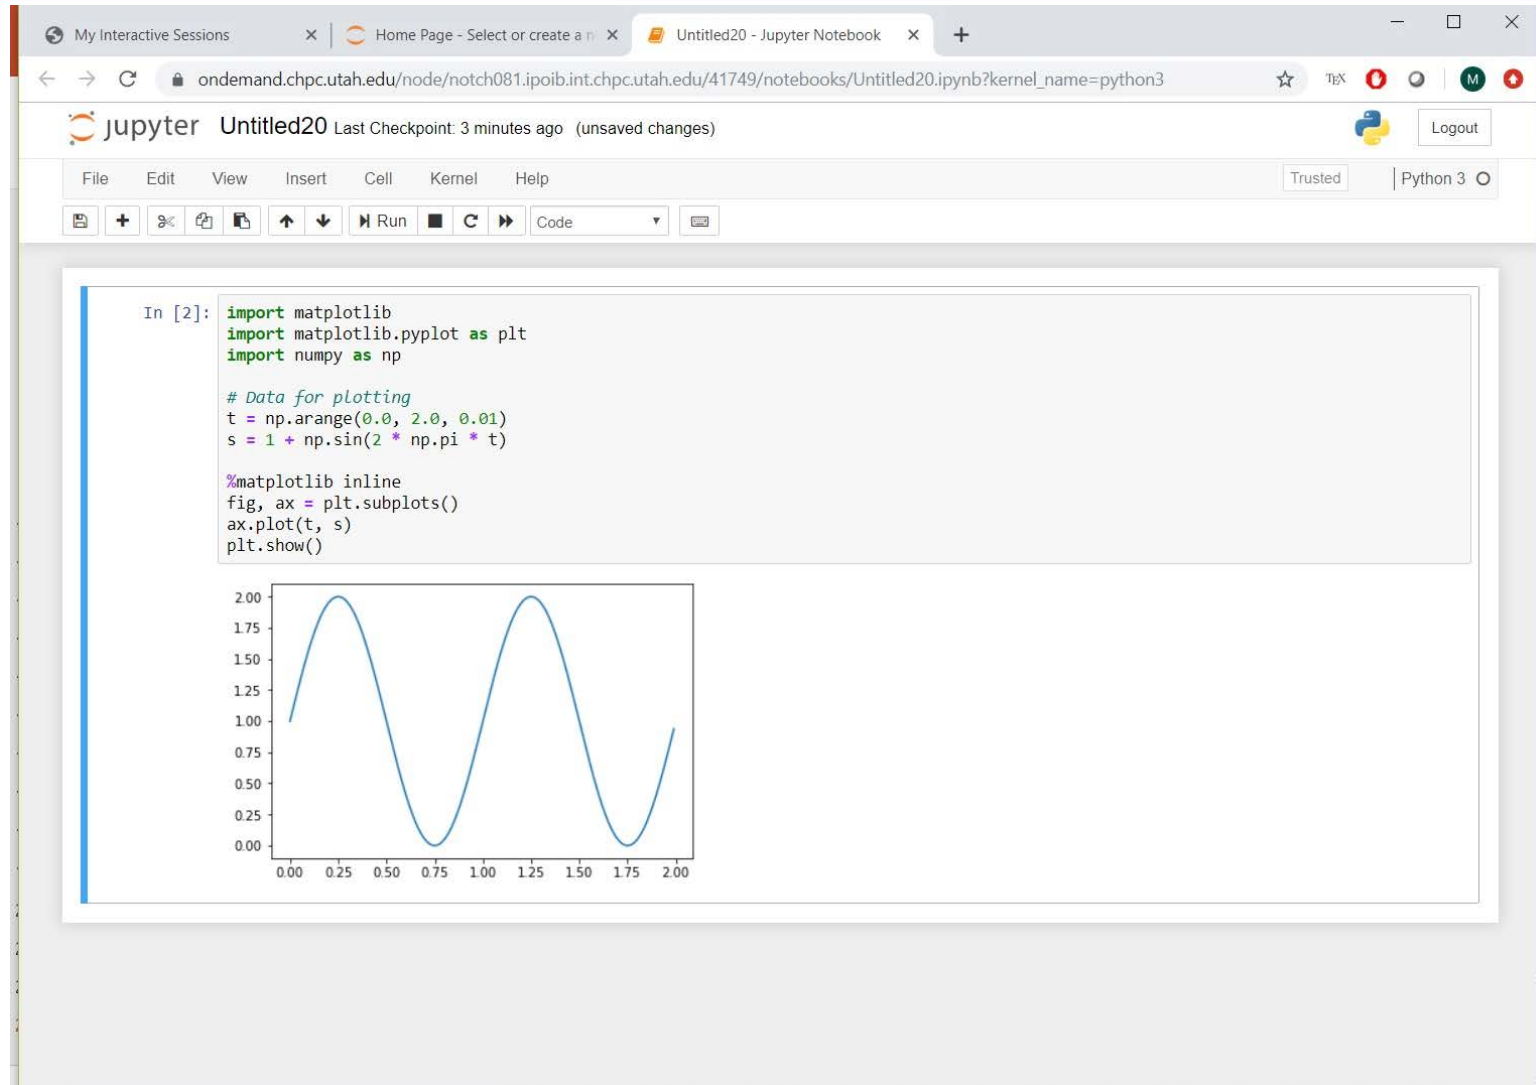 My Interactive Sessions
Home Page - Select or create a n
Untitled20 - Jupyter Notebook
ondemand.chpc.utah.edu/node/notch081.ipoib.int.chpc.utah.edu/41749/notebooks/Untitled20.ipynb?kernel_name=python3
TEX
M
jupyter Untitled20 Last Checkpoint: 3 minutes ago (unsaved changes)
Logout
File Edit View Insert Cell Kernel Help
Trusted
Python 3
Run
Code
In [2]: import matplotlib
import matplotlib.pyplot as plt
import numpy as np
# Data for plotting
t = np.arange(0.0, 2.0, 0.01)
s = 1 + np.sin(2 * np.pi * t)
%matplotlib inline
fig, ax = plt.subplots()
ax.plot(t, s)
plt.show()
2.00
1.75
1.50
1.25
1.00
0.75
0.50
0.25
0.00
0.00 0.25 0.50 0.75 1.00 1.25 1.50 1.75 2.00